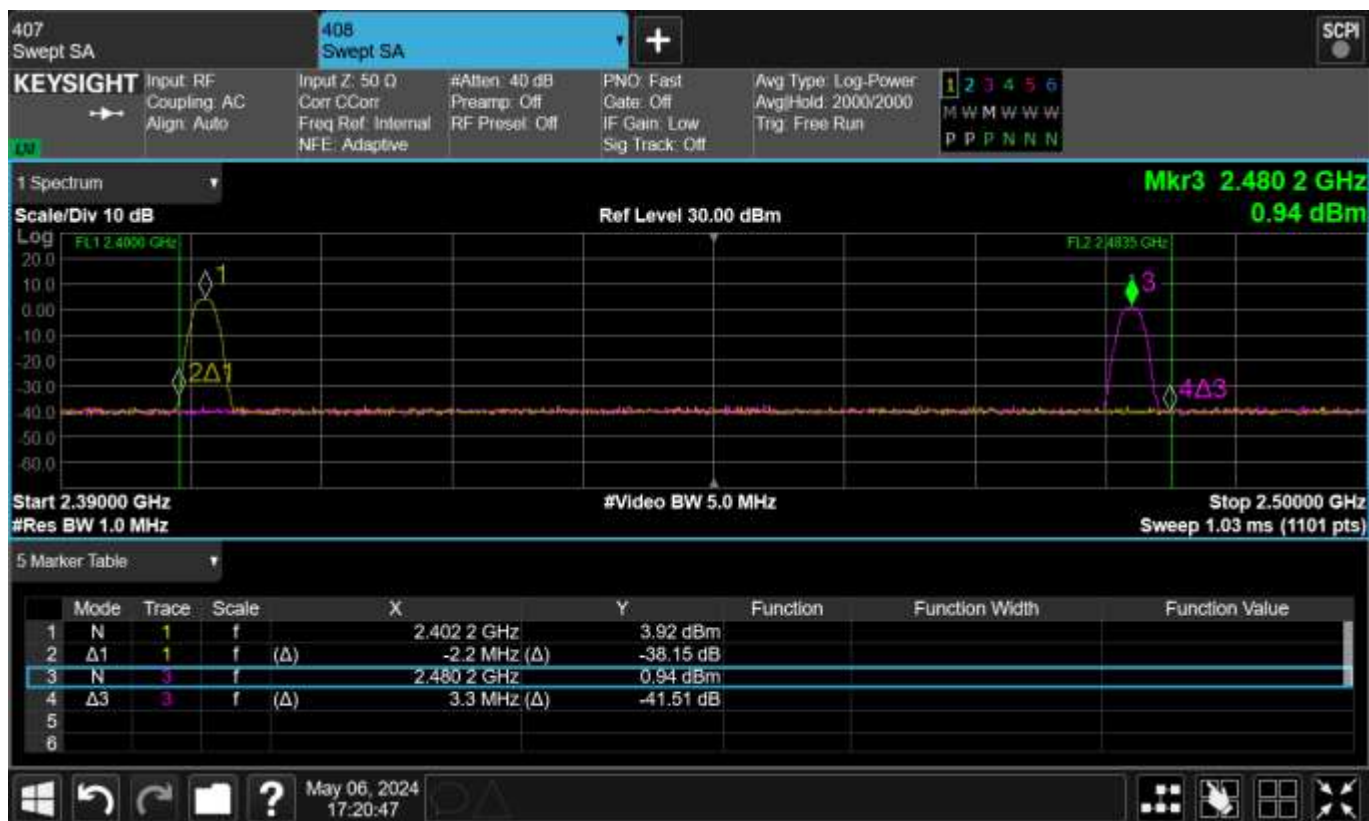 407
Swept SA
408
Swept SA
+
SCPI
KEYSIGHT
Input: RF
Coupling: AC
Align: Auto
Input Z: 50 Ω
Corr CCorr
Freq Ref: Internal
NFE: Adaptive
#Atten: 40 dB
Preamp: Off
RF Presel: Off
PNO: Fast
Gate: Off
IF Gain: Low
Sig Track: Off
Avg Type: Log-Power
Avg|Hold: 2000/2000
Trig: Free Run
1 2 3 4 5 6
M W M W W W
P P P N N N
1 Spectrum
Mkr3 2.480 2 GHz
Scale/Div 10 dB
Ref Level 30.00 dBm
0.94 dBm
Log
FL1 2.4000 GHz
FL2 2.4835 GHz
20.0
10.0
0.00
-10.0
-20.0
-30.0
-40.0
-50.0
-60.0
1
2Δ1
3
4Δ3
Start 2.39000 GHz
#Video BW 5.0 MHz
Stop 2.50000 GHz
#Res BW 1.0 MHz
Sweep 1.03 ms (1101 pts)
5 Marker Table
Mode Trace Scale X Y Function Function Width Function Value
1 N 1 f 2.402 2 GHz 3.92 dBm
2 Δ1 1 f (Δ) -2.2 MHz (Δ) -38.15 dB
3 N 3 f 2.480 2 GHz 0.94 dBm
4 Δ3 3 f (Δ) 3.3 MHz (Δ) -41.51 dB
5
6
?
May 06, 2024
17:20:47